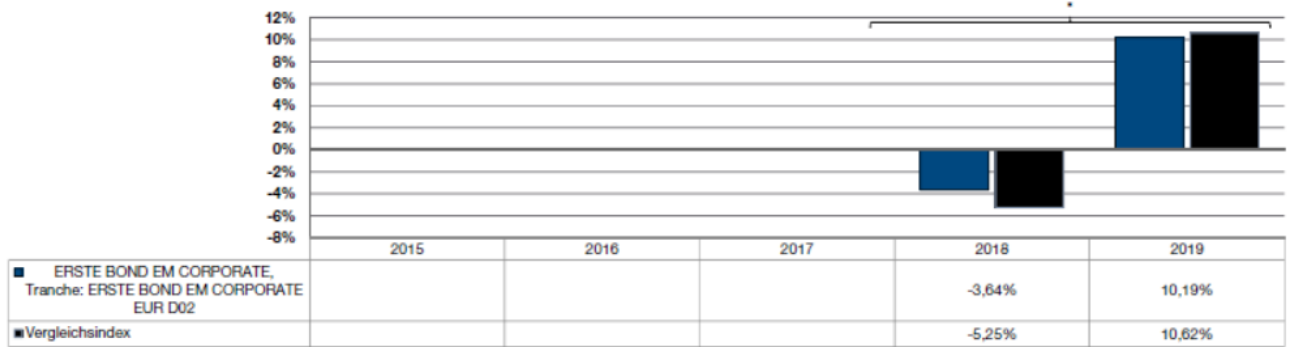 *
12%
10%
8%
6%
4%
2%
0%
-2%
-4%
-6%
-8%
2015 2016 2017 2018 2019
ERSTE BOND EM CORPORATE,
Tranche: ERSTE BOND EM CORPORATE
EUR D02
-3,64% 10,19%
Vergleichsindex -5,25% 10,62%